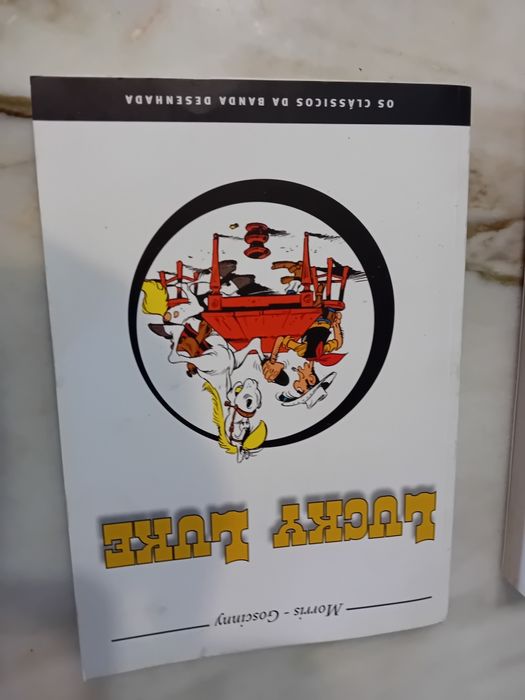 Morris - Goscinny
LUCKY LUKE
OS CLÁSSICOS DA BANDA DESENHADA